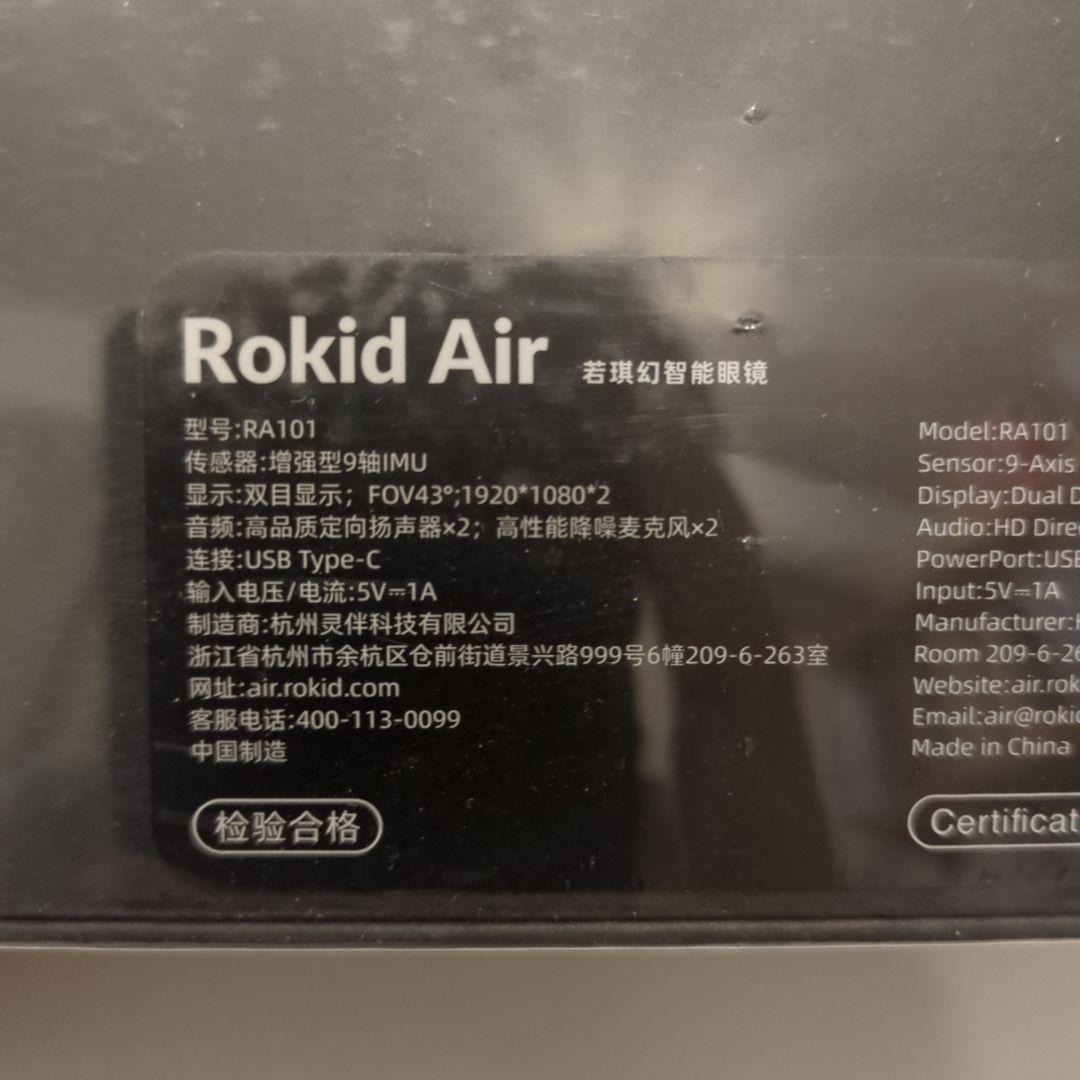 Rokid Air 若琪幻智能眼镜
型号:RA101
传感器:增强型9轴IMU
显示:双目显示；FOV43°;1920*1080*2
音频:高品质定向扬声器×2；高性能降噪麦克风×2
连接:USB Type-C
输入电压/电流:5V⎓1A
制造商:杭州灵伴科技有限公司
浙江省杭州市余杭区仓前街道景兴路999号6幢209-6-263室
网址:air.rokid.com
客服电话:400-113-0099
中国制造
检验合格
Model:RA101
Sensor:9-Axis
Display:Dual D
Audio:HD Dire
PowerPort:USB
Input:5V⎓1A
Manufacturer:H
Room 209-6-26
Website:air.rok
Email:air@rokid
Made in China
Certificat